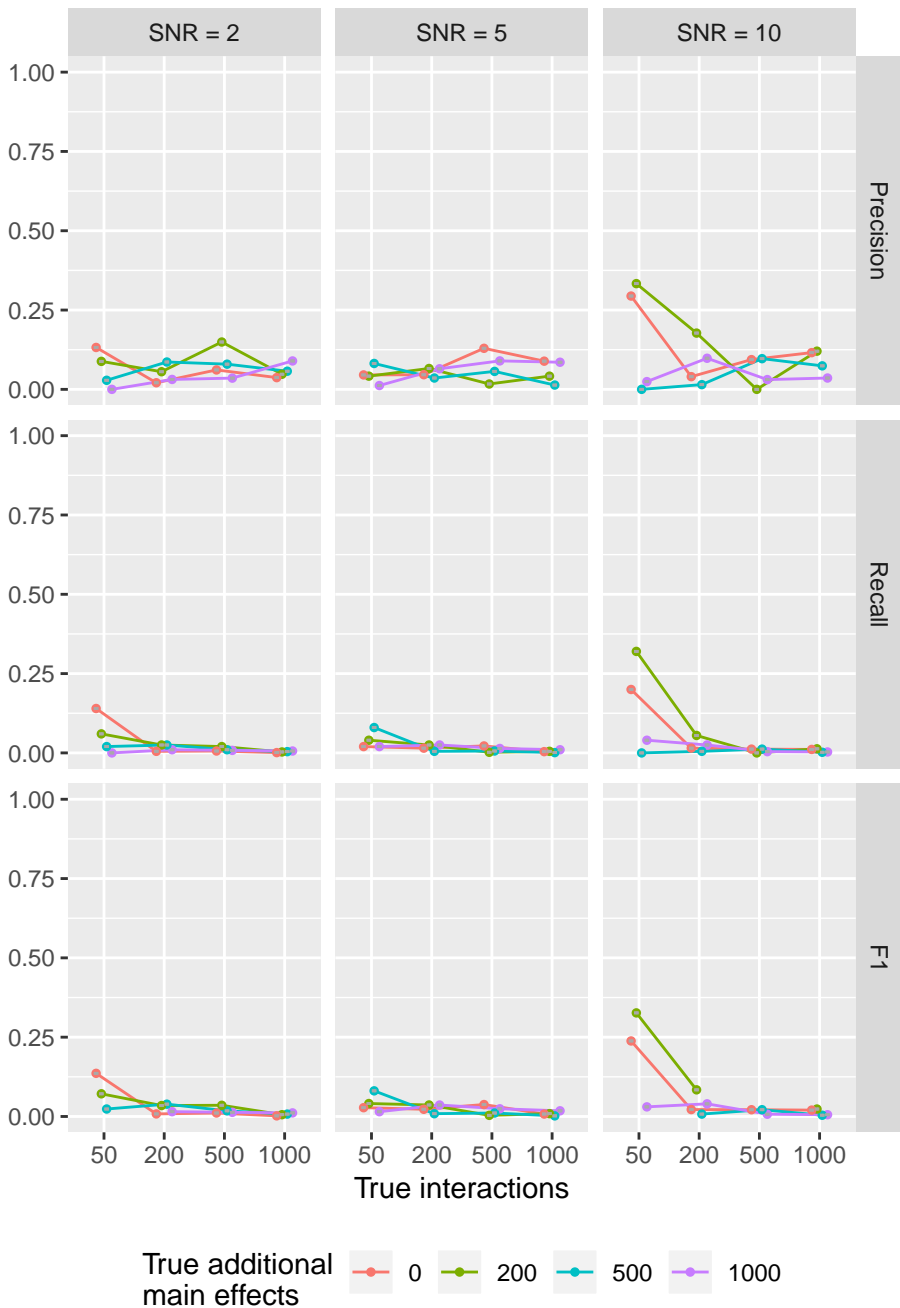 SNR = 2
SNR = 5
SNR = 10
1.00
0.75
0.50
0.25
0.00
Precision
1.00
0.75
0.50
0.25
0.00
Recall
1.00
0.75
0.50
0.25
0.00
F1
50 200 500 1000
50 200 500 1000
50 200 500 1000
True interactions
True additional
main effects
0
200
500
1000